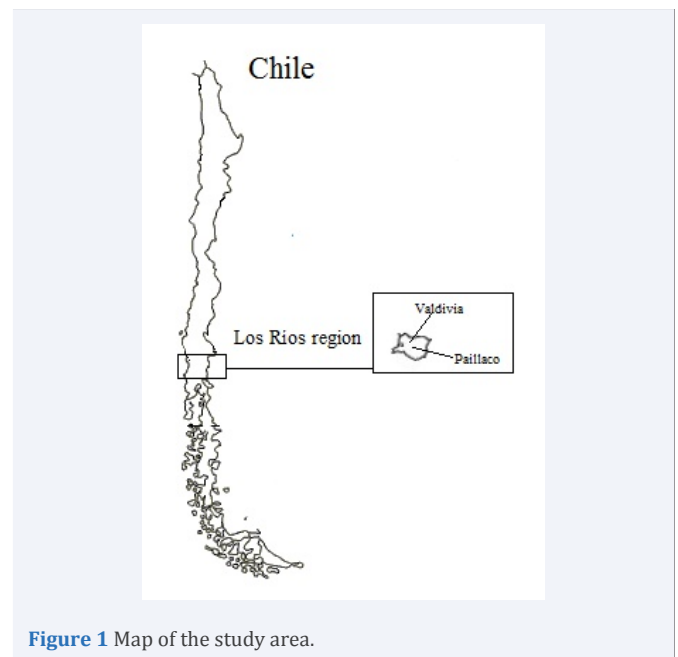 Chile
Valdivia
Los Rios region
Paillaco
Figure 1 Map of the study area.